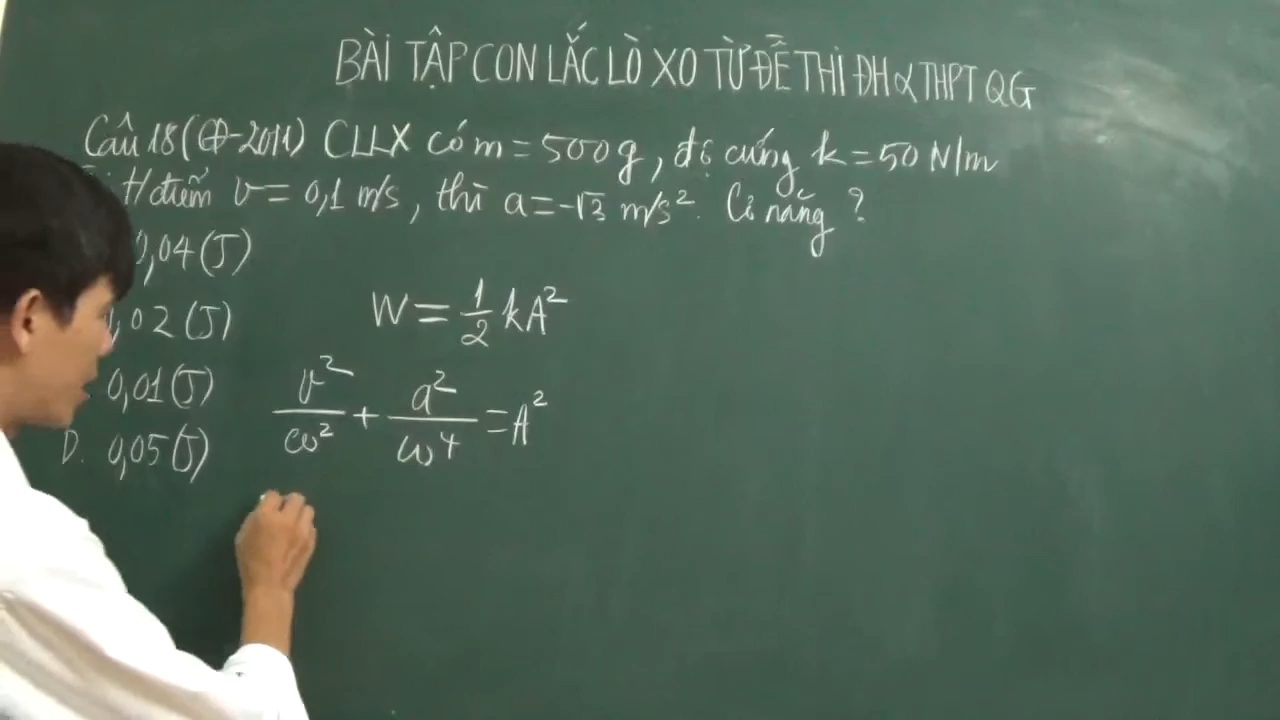 BÀI TẬP CON LẮC LÒ XO TỪ ĐỀ THI ĐH & THPT QG
Câu 18 (CĐ-2011) CLLX có m = 500g, độ cứng k = 50 N/m
t/điểm v = 0,1 m/s, thì a = -√3 m/s². Cơ năng ?
0,04 (J)
0,02 (J)
0,01 (J)
D. 0,05 (J)
W = 1/2 kA²
v²/ω² + a²/ω⁴ = A²